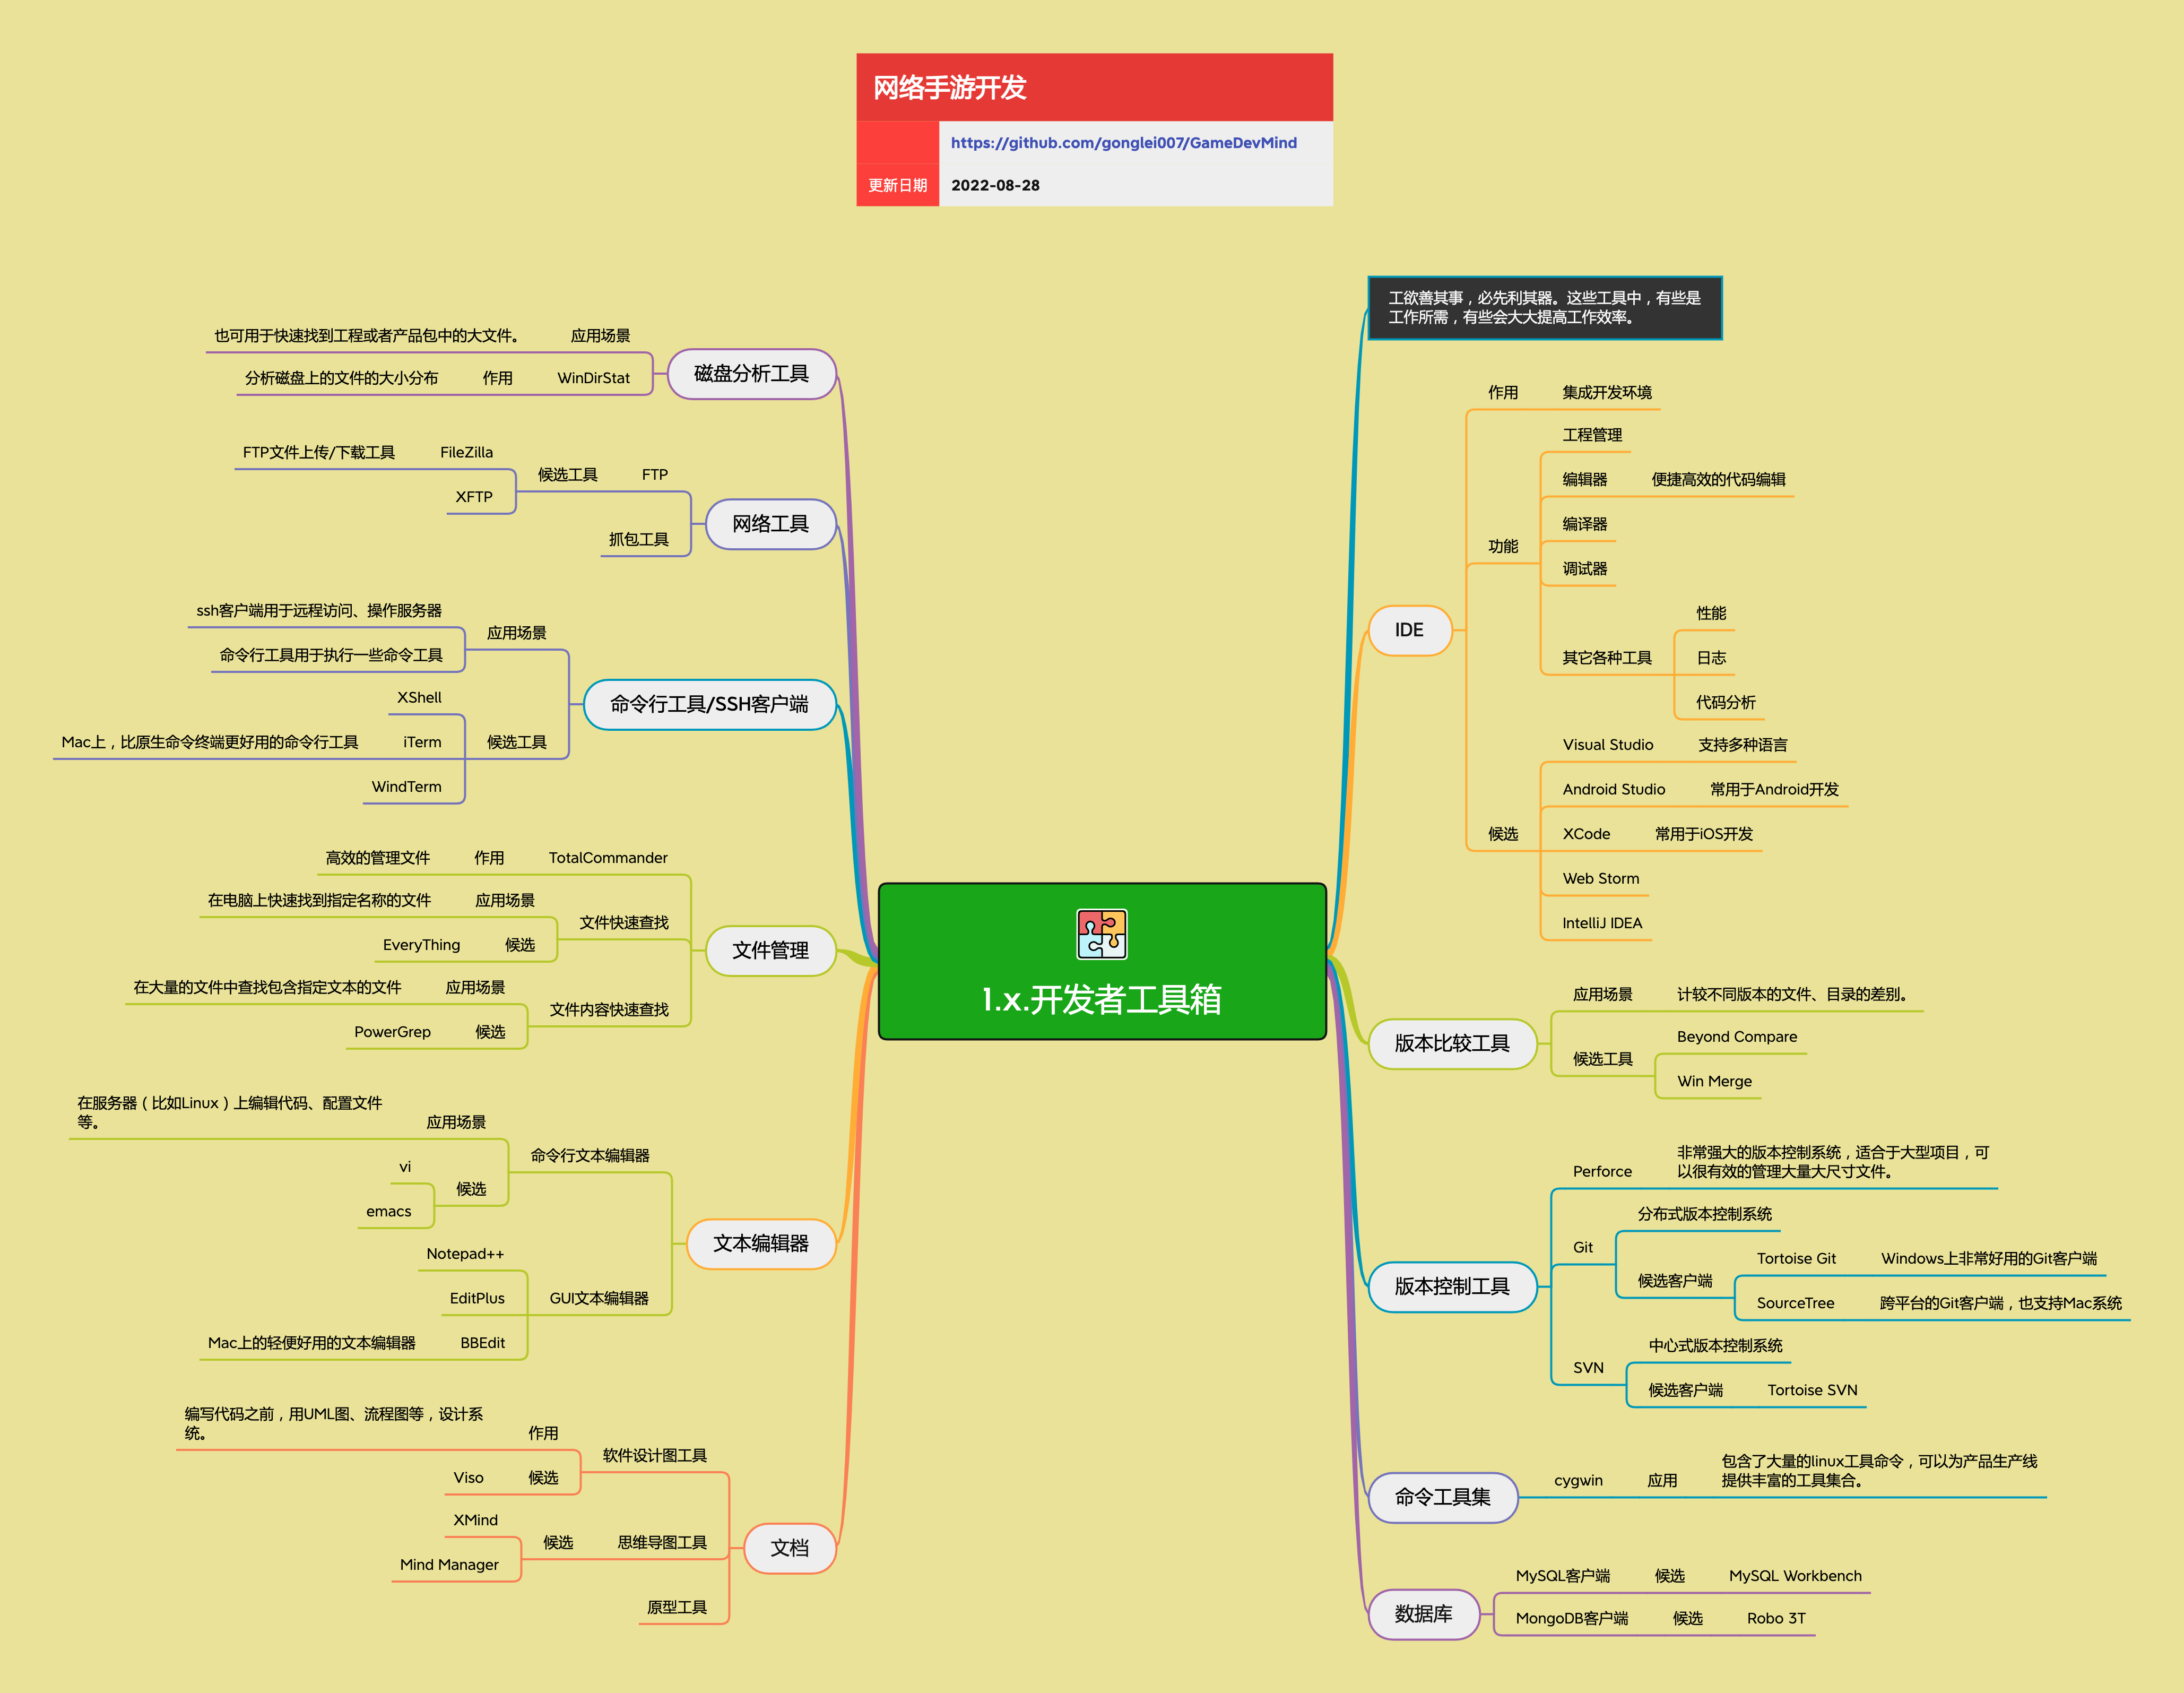 网络手游开发
https://github.com/gonglei007/GameDevMind
更新日期 2022-08-28
1.x.开发者工具箱
工欲善其事，必先利其器。这些工具中，有些是
工作所需，有些会大大提高工作效率。
IDE
作用 集成开发环境
功能
工程管理
编辑器 便捷高效的代码编辑
编译器
调试器
其它各种工具
性能
日志
代码分析
候选
Visual Studio 支持多种语言
Android Studio 常用于Android开发
XCode 常用于iOS开发
Web Storm
IntelliJ IDEA
版本比较工具
应用场景 计较不同版本的文件、目录的差别。
候选工具
Beyond Compare
Win Merge
版本控制工具
Perforce
非常强大的版本控制系统，适合于大型项目，可
以很有效的管理大量大尺寸文件。
Git
分布式版本控制系统
候选客户端
Tortoise Git Windows上非常好用的Git客户端
SourceTree 跨平台的Git客户端，也支持Mac系统
SVN
中心式版本控制系统
候选客户端 Tortoise SVN
命令工具集
cygwin 应用
包含了大量的linux工具命令，可以为产品生产线
提供丰富的工具集合。
数据库
MySQL客户端 候选 MySQL Workbench
MongoDB客户端 候选 Robo 3T
磁盘分析工具
也可用于快速找到工程或者产品包中的大文件。 应用场景
分析磁盘上的文件的大小分布 作用 WinDirStat
网络工具
FTP文件上传/下载工具 FileZilla
XFTP
候选工具 FTP
抓包工具
命令行工具/SSH客户端
ssh客户端用于远程访问、操作服务器
命令行工具用于执行一些命令工具
应用场景
XShell
Mac上，比原生命令终端更好用的命令行工具 iTerm
WindTerm
候选工具
文件管理
高效的管理文件 作用 TotalCommander
在电脑上快速找到指定名称的文件 应用场景
EveryThing 候选
文件快速查找
在大量的文件中查找包含指定文本的文件 应用场景
PowerGrep 候选
文件内容快速查找
文本编辑器
在服务器（比如Linux）上编辑代码、配置文件
等。
应用场景
vi
emacs
候选
命令行文本编辑器
Notepad++
EditPlus
Mac上的轻便好用的文本编辑器 BBEdit
GUI文本编辑器
文档
编写代码之前，用UML图、流程图等，设计系
统。
作用
Viso 候选
软件设计图工具
XMind
Mind Manager
候选 思维导图工具
原型工具